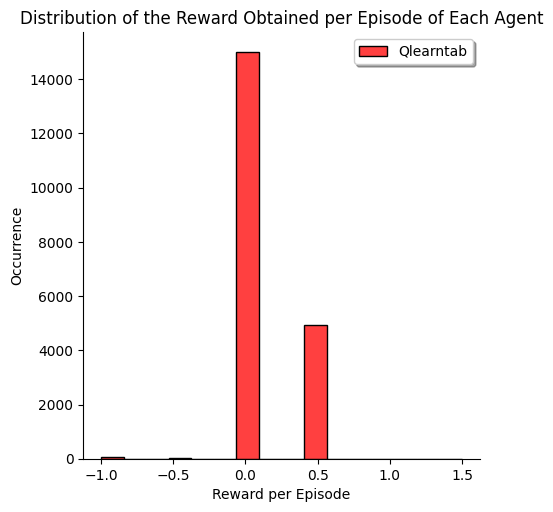 Distribution of the Reward Obtained per Episode of Each Agent
Qlearntab
14000
12000
10000
8000
6000
4000
2000
0
Occurrence
−1.0 −0.5 0.0 0.5 1.0 1.5
Reward per Episode